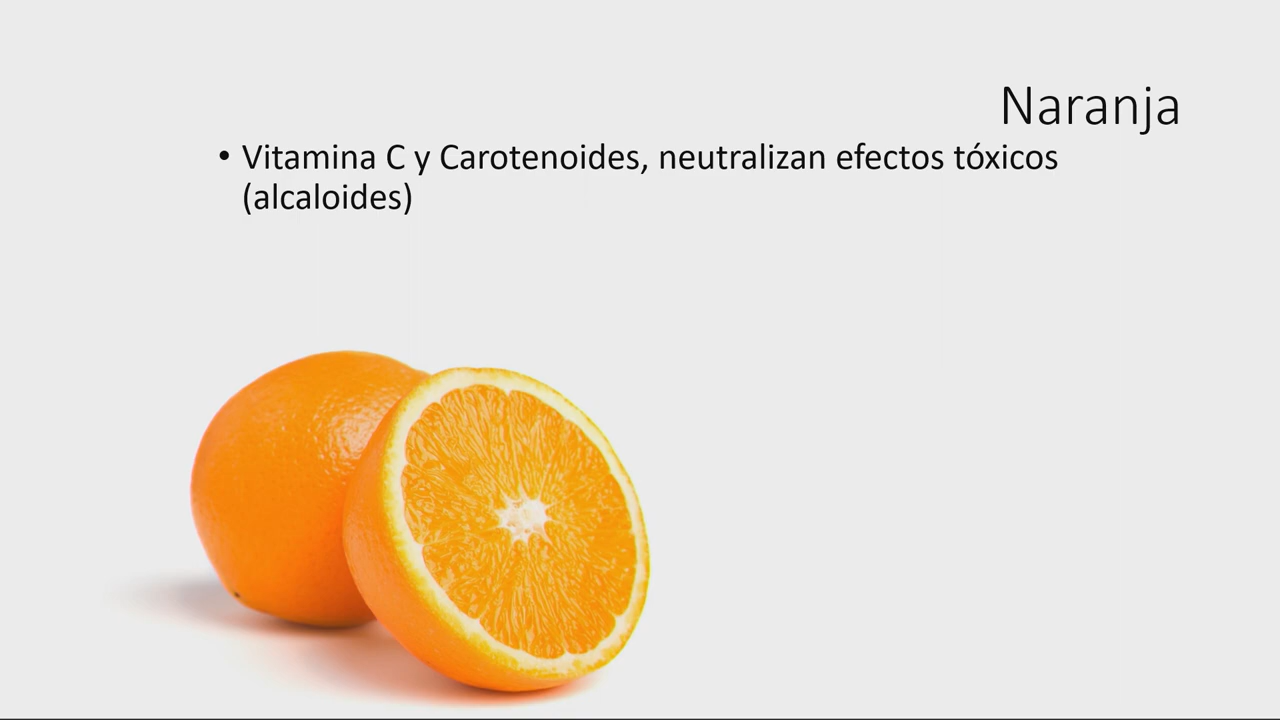 Naranja
• Vitamina C y Carotenoides, neutralizan efectos tóxicos
(alcaloides)